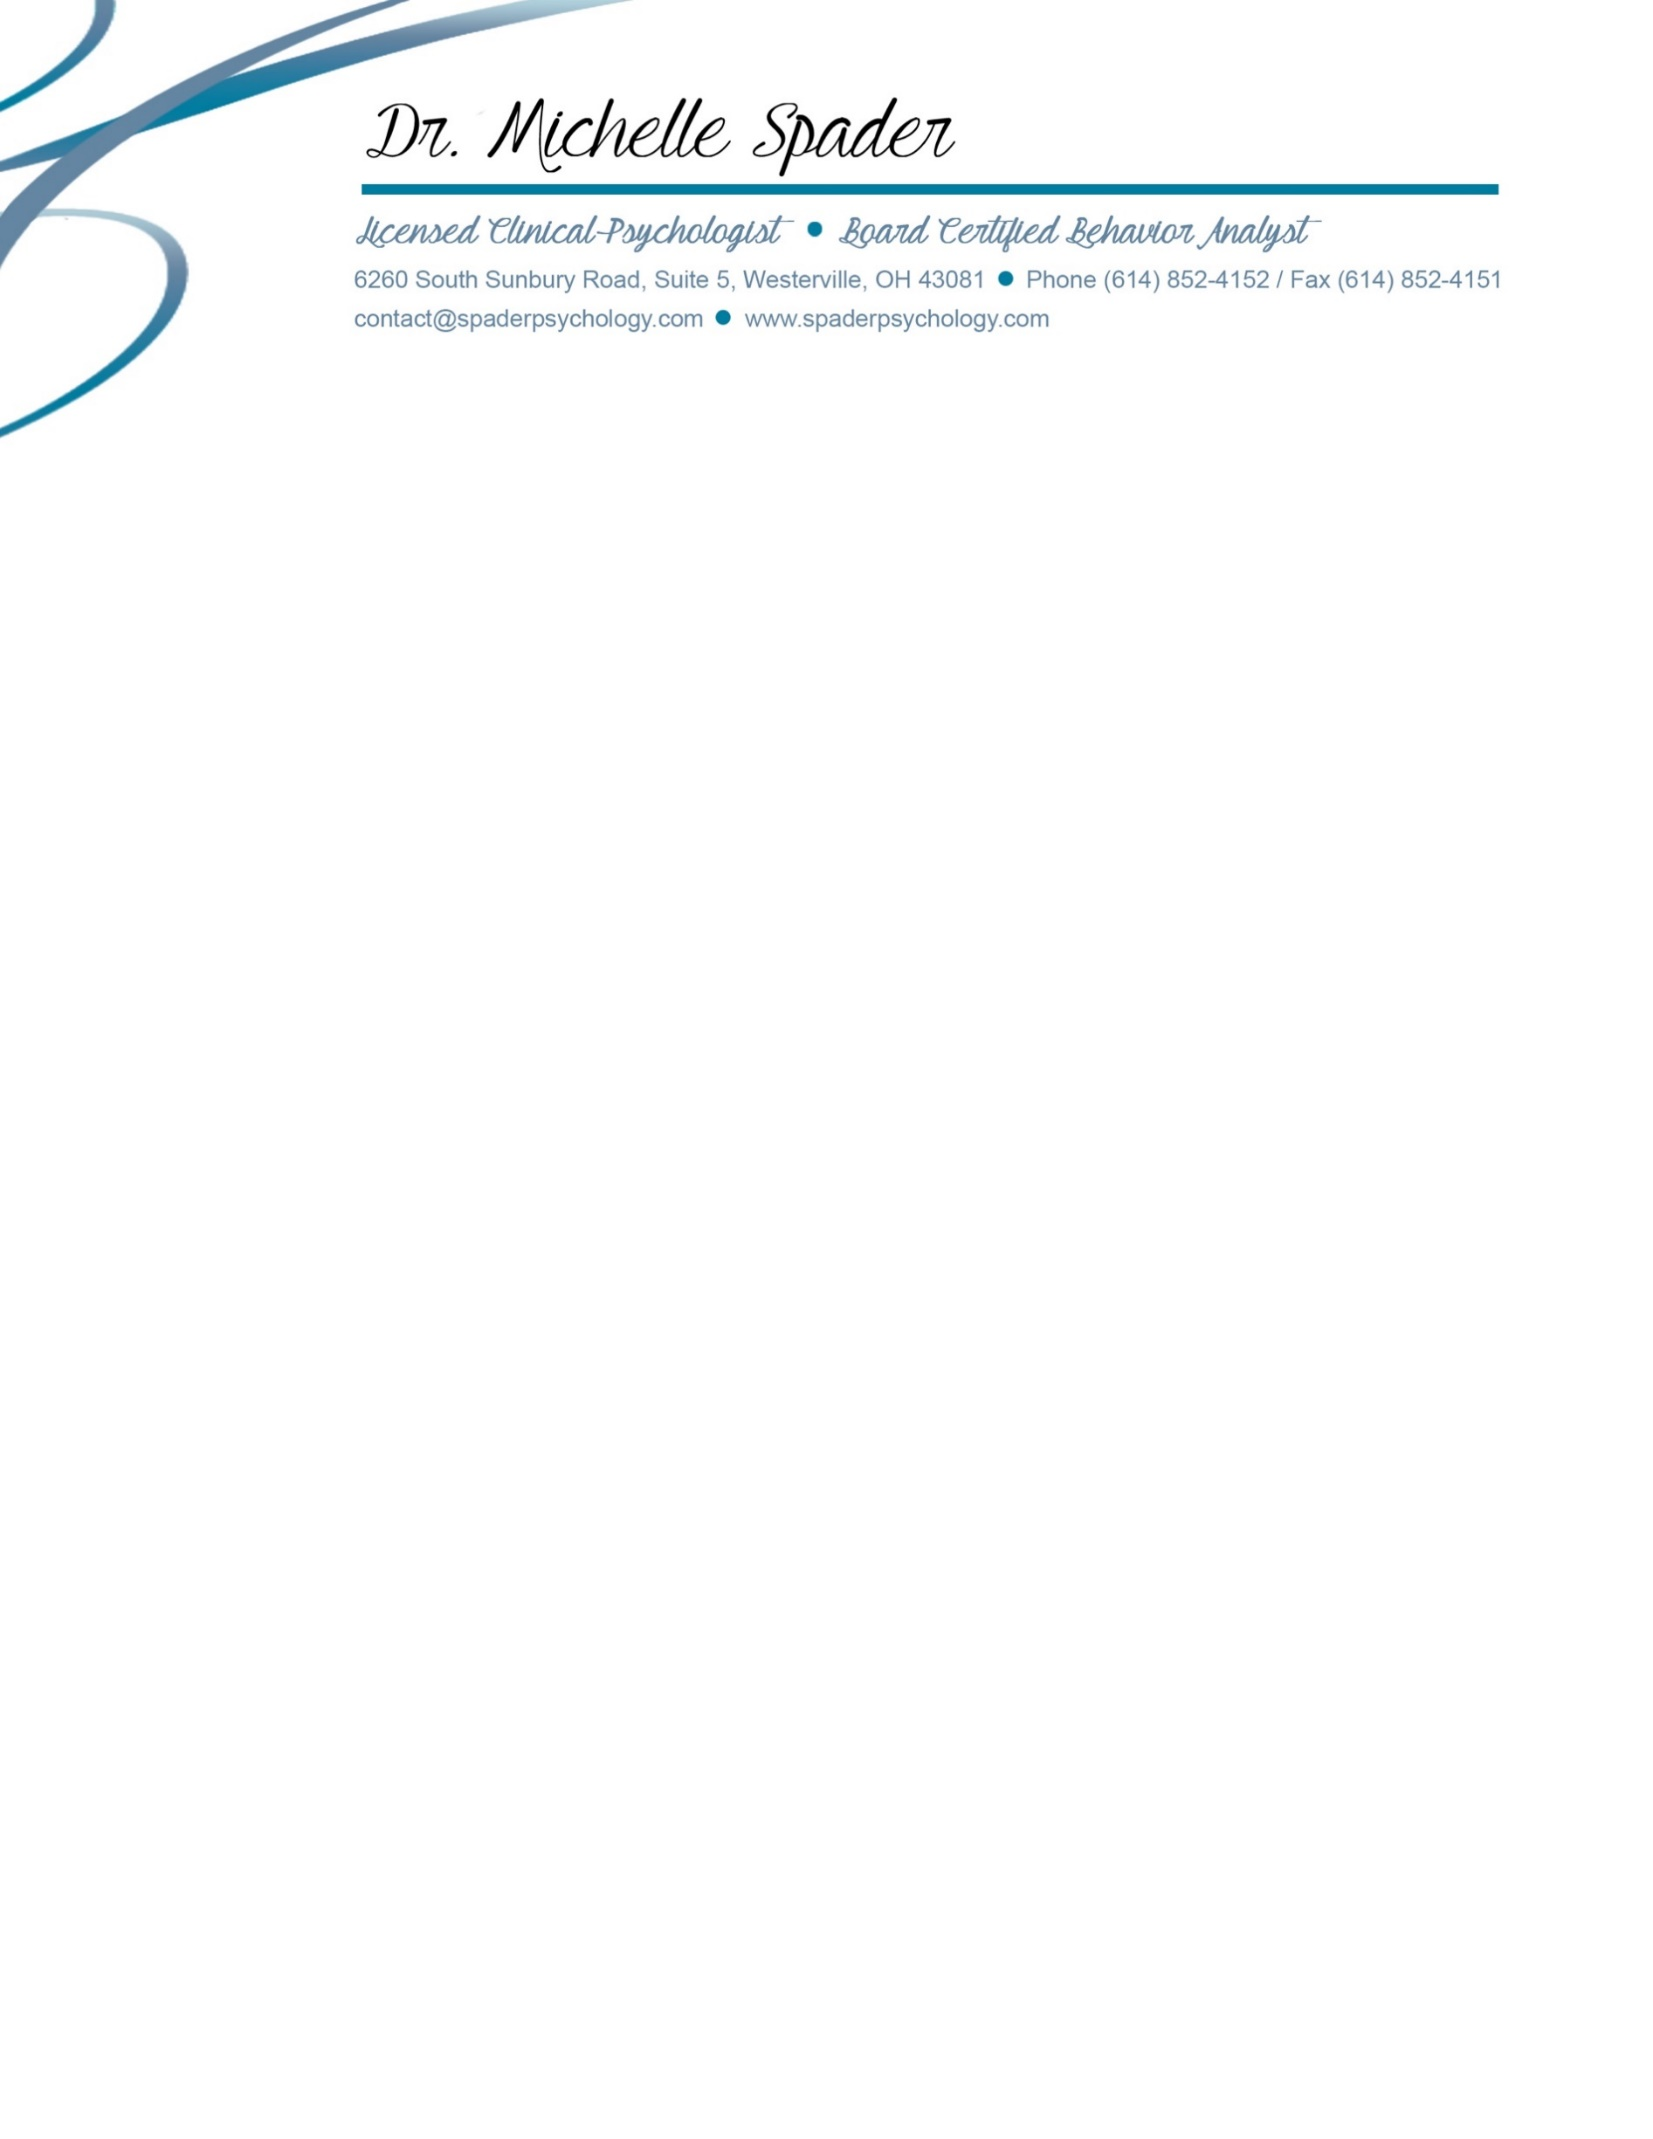 Dr. Michelle Spader
Licensed Clinical-Psychologist • Board Certified Behavior Analyst
6260 South Sunbury Road, Suite 5, Westerville, OH 43081 • Phone (614) 852-4152 / Fax (614) 852-4151
contact@spaderpsychology.com • www.spaderpsychology.com